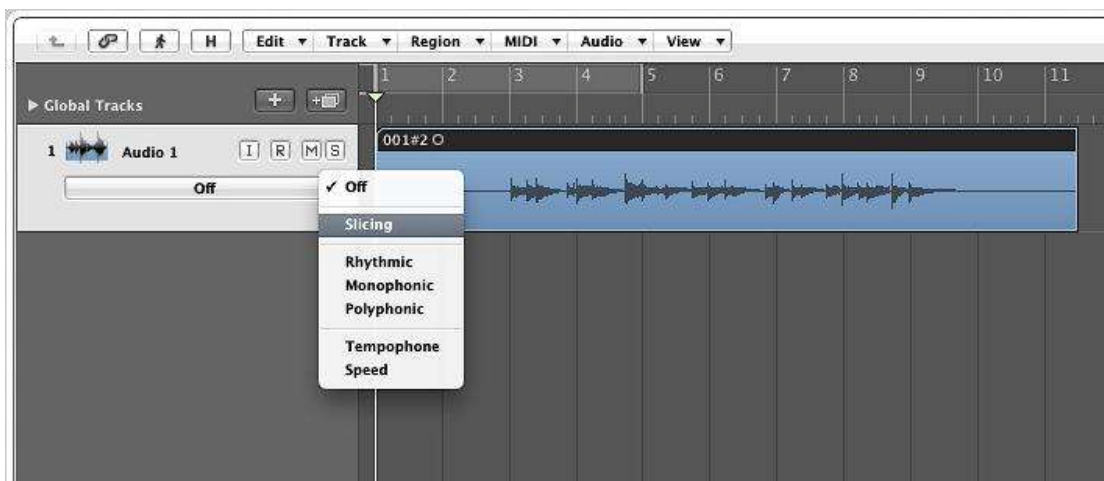 H Edit Track Region MIDI Audio View
1 2 3 4 5 6 7 8 9 10 11
Global Tracks + +
001#2
1 Audio 1 I R M S
Off
✓ Off
Slicing
Rhythmic
Monophonic
Polyphonic
Tempophone
Speed